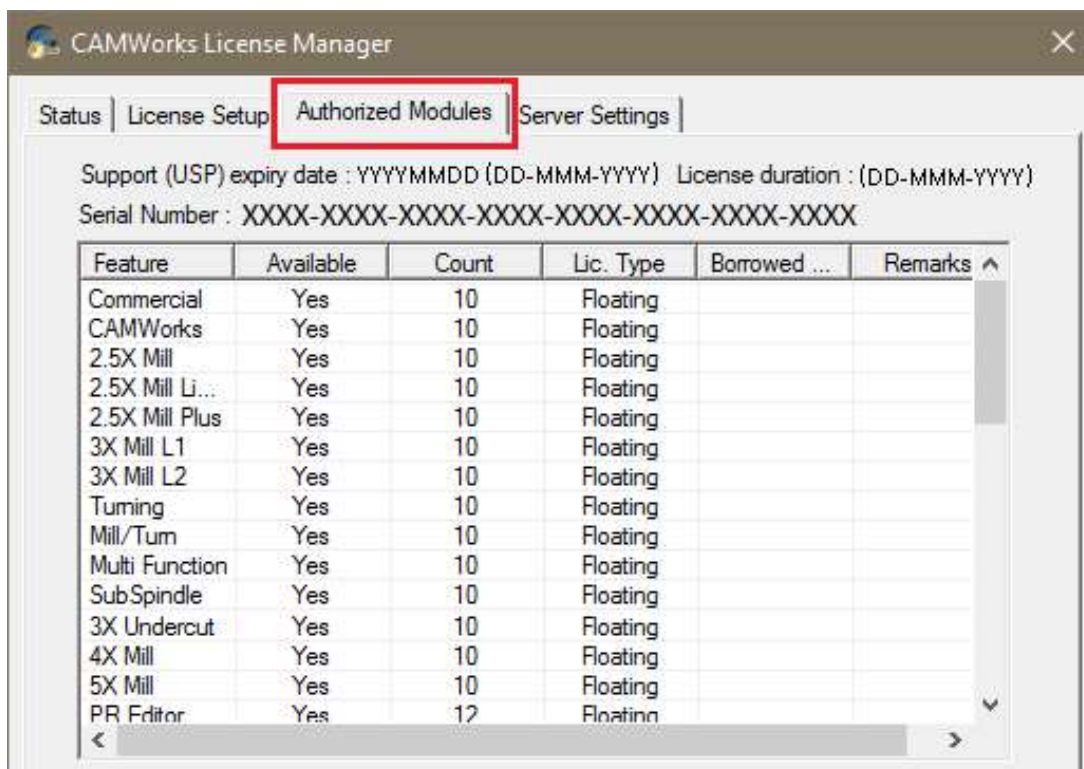 CAMWorks License Manager
Status License Setup Authorized Modules Server Settings
Support (USP) expiry date : YYYYMMDD (DD-MMM-YYYY) License duration : (DD-MMM-YYYY)
Serial Number : XXXX-XXXX-XXXX-XXXX-XXXX-XXXX-XXXX-XXXX
Feature Available Count Lic. Type Borrowed ... Remarks
Commercial Yes 10 Floating
CAMWorks Yes 10 Floating
2.5X Mill Yes 10 Floating
2.5X Mill Li... Yes 10 Floating
2.5X Mill Plus Yes 10 Floating
3X Mill L1 Yes 10 Floating
3X Mill L2 Yes 10 Floating
Turning Yes 10 Floating
Mill/Turn Yes 10 Floating
Multi Function Yes 10 Floating
SubSpindle Yes 10 Floating
3X Undercut Yes 10 Floating
4X Mill Yes 10 Floating
5X Mill Yes 10 Floating
PR Editor Yes 12 Floating